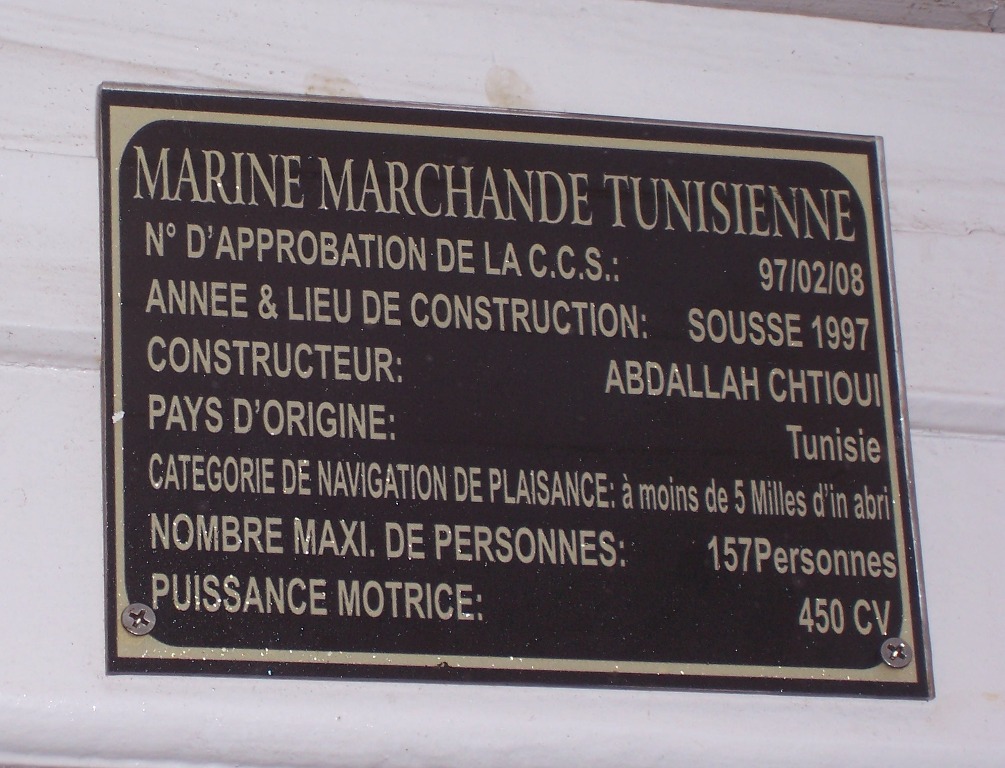 MARINE MARCHANDE TUNISIENNE
N° D'APPROBATION DE LA C.C.S.: 97/02/08
ANNEE & LIEU DE CONSTRUCTION: SOUSSE 1997
CONSTRUCTEUR: ABDALLAH CHTIOUI
PAYS D'ORIGINE: Tunisie
CATEGORIE DE NAVIGATION DE PLAISANCE: à moins de 5 Milles d'in abri
NOMBRE MAXI. DE PERSONNES: 157Personnes
PUISSANCE MOTRICE: 450 CV